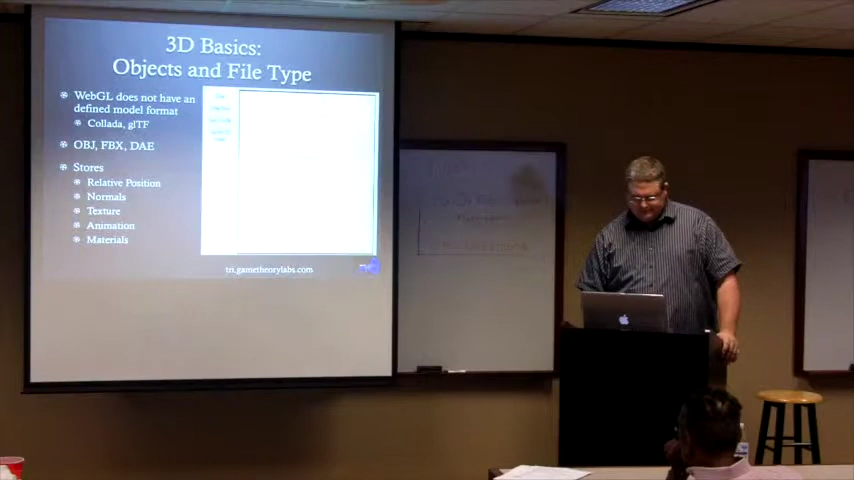 3D Basics:
Objects and File Type
WebGL does not have an
defined model format
Collada, glTF
OBJ, FBX, DAE
Stores
Relative Position
Normals
Texture
Animation
Materials
tri.gametheorylabs.com